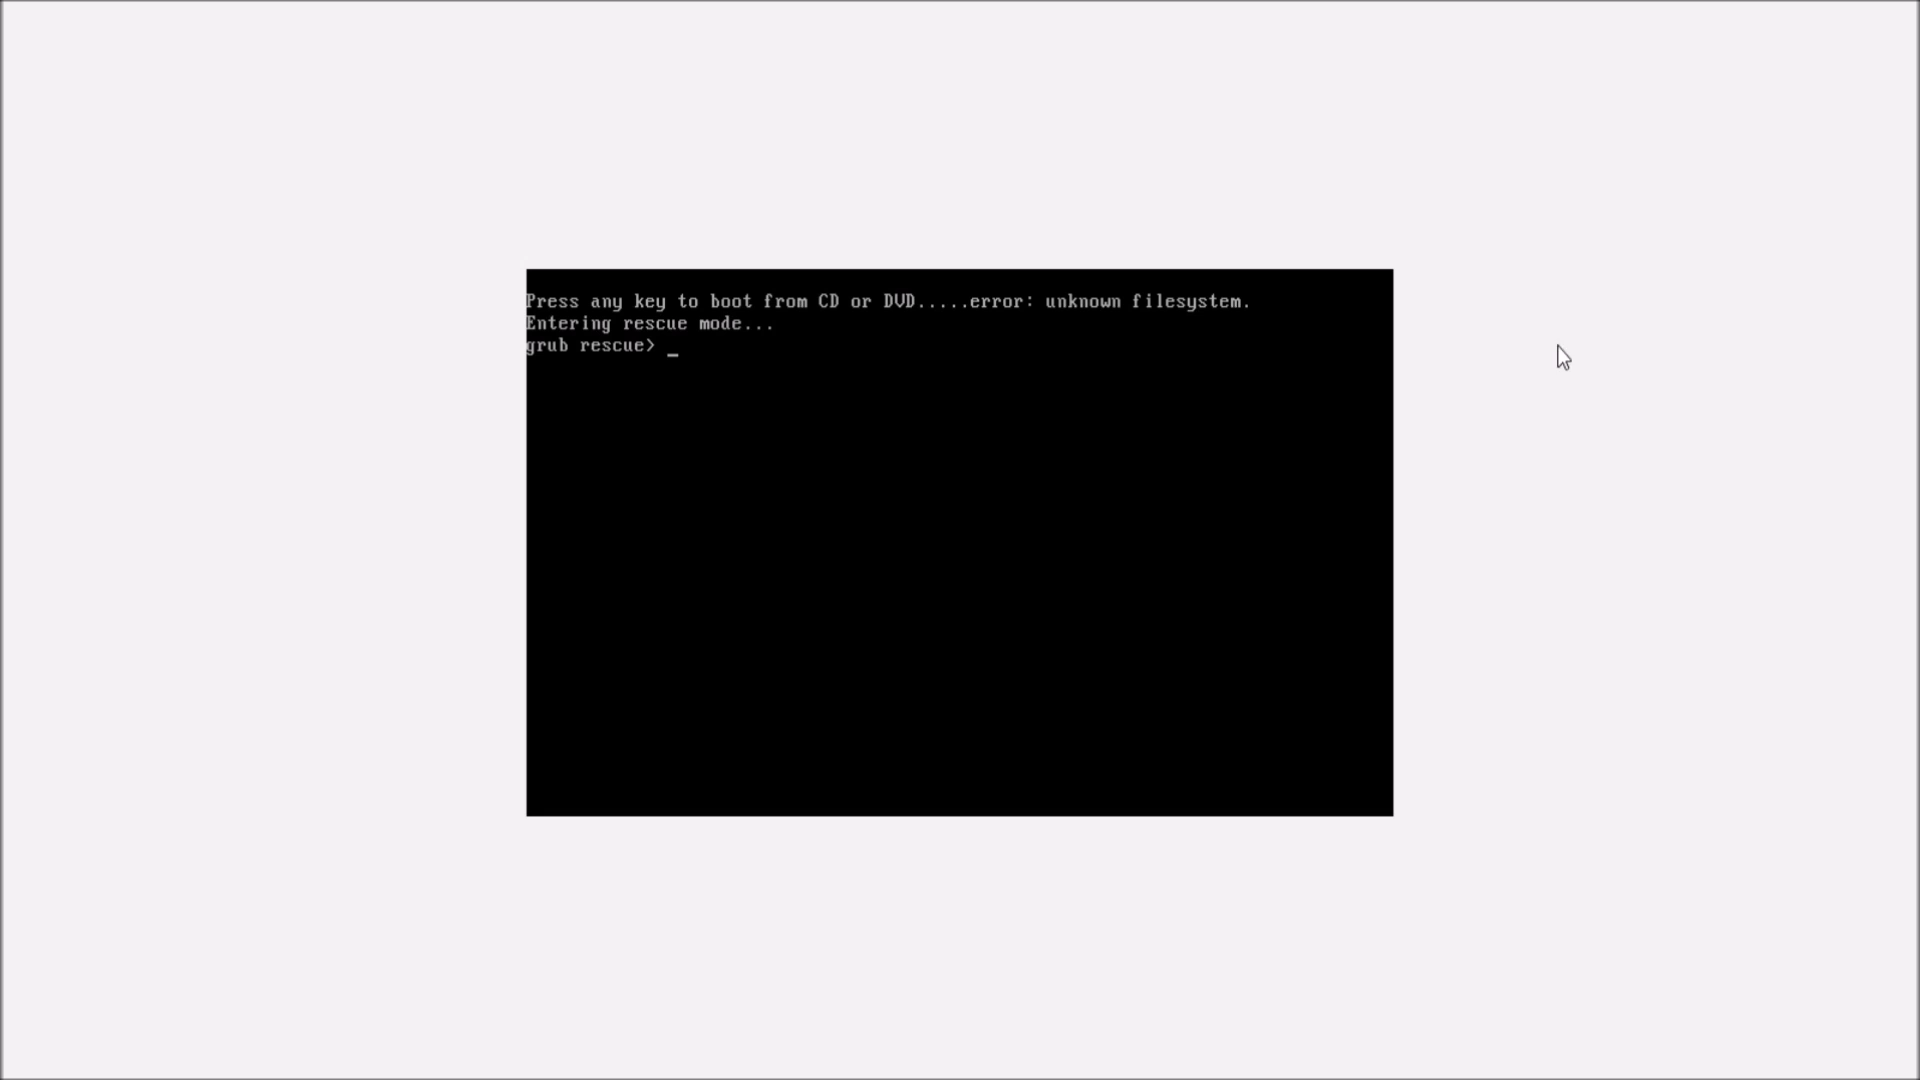 Press any key to boot from CD or DVD.....error: unknown filesystem.
Entering rescue mode...
grub rescue> _